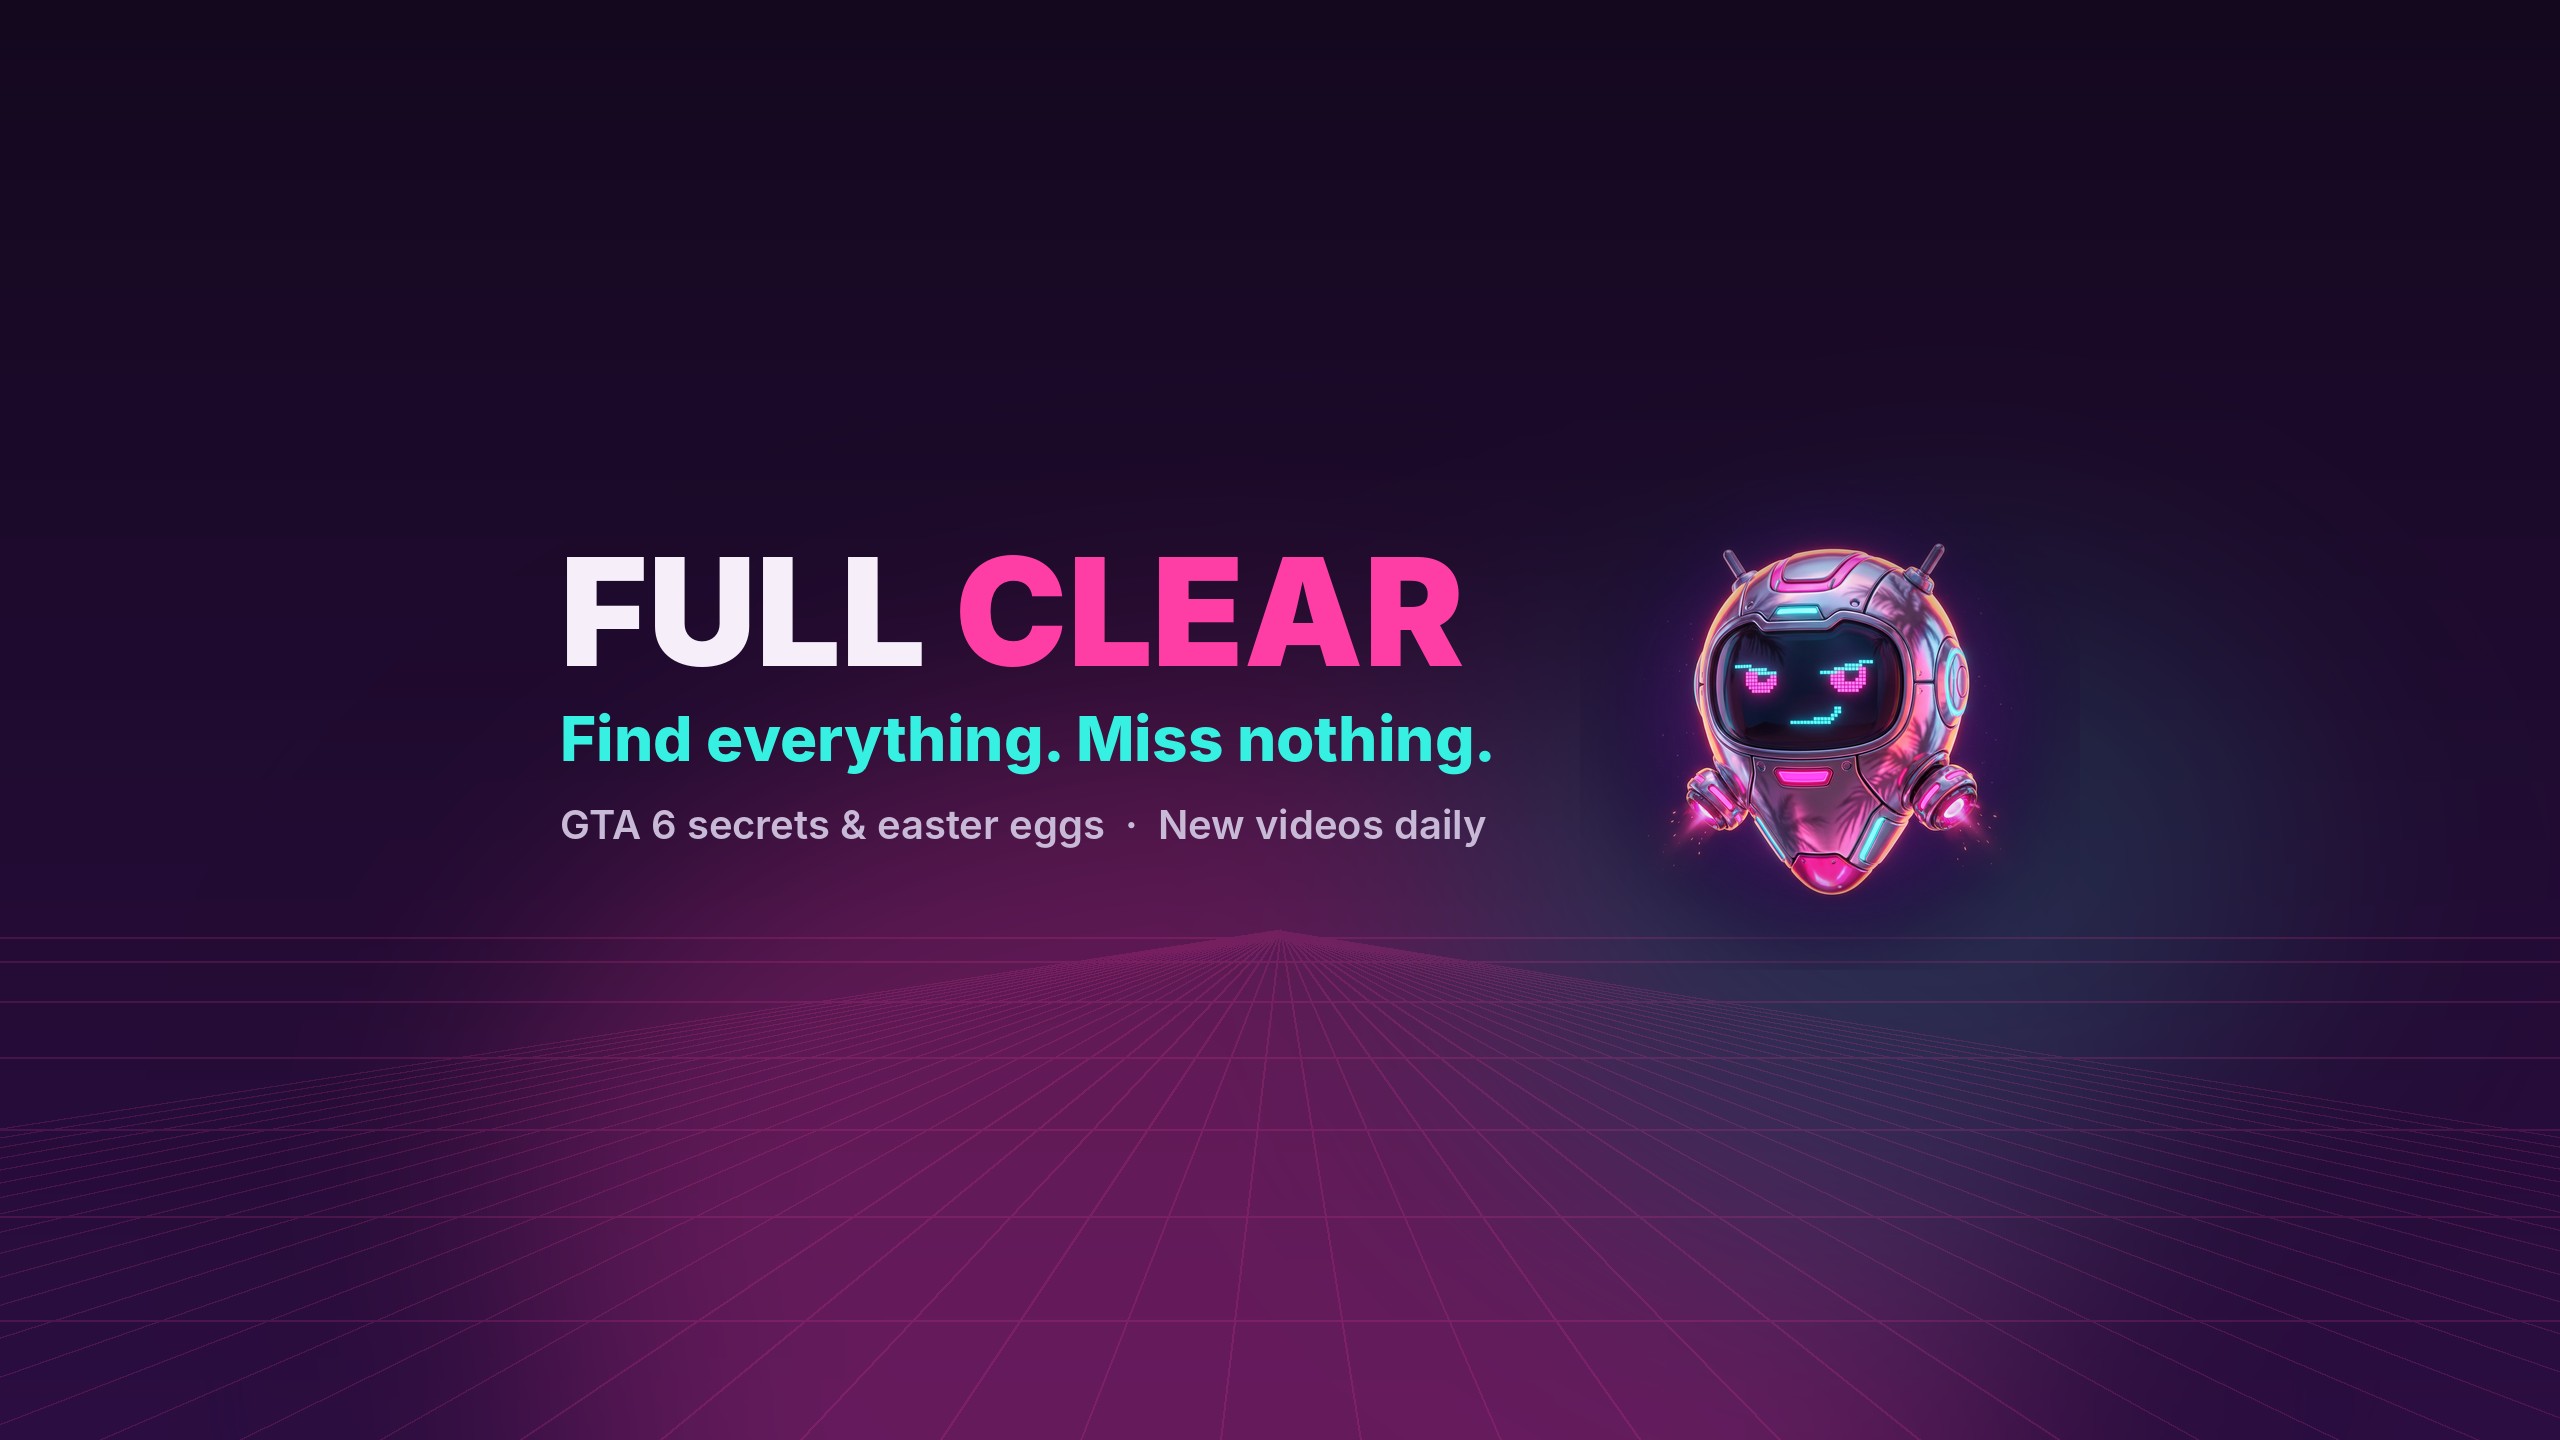 FULL CLEAR
Find everything. Miss nothing.
GTA 6 secrets & easter eggs · New videos daily